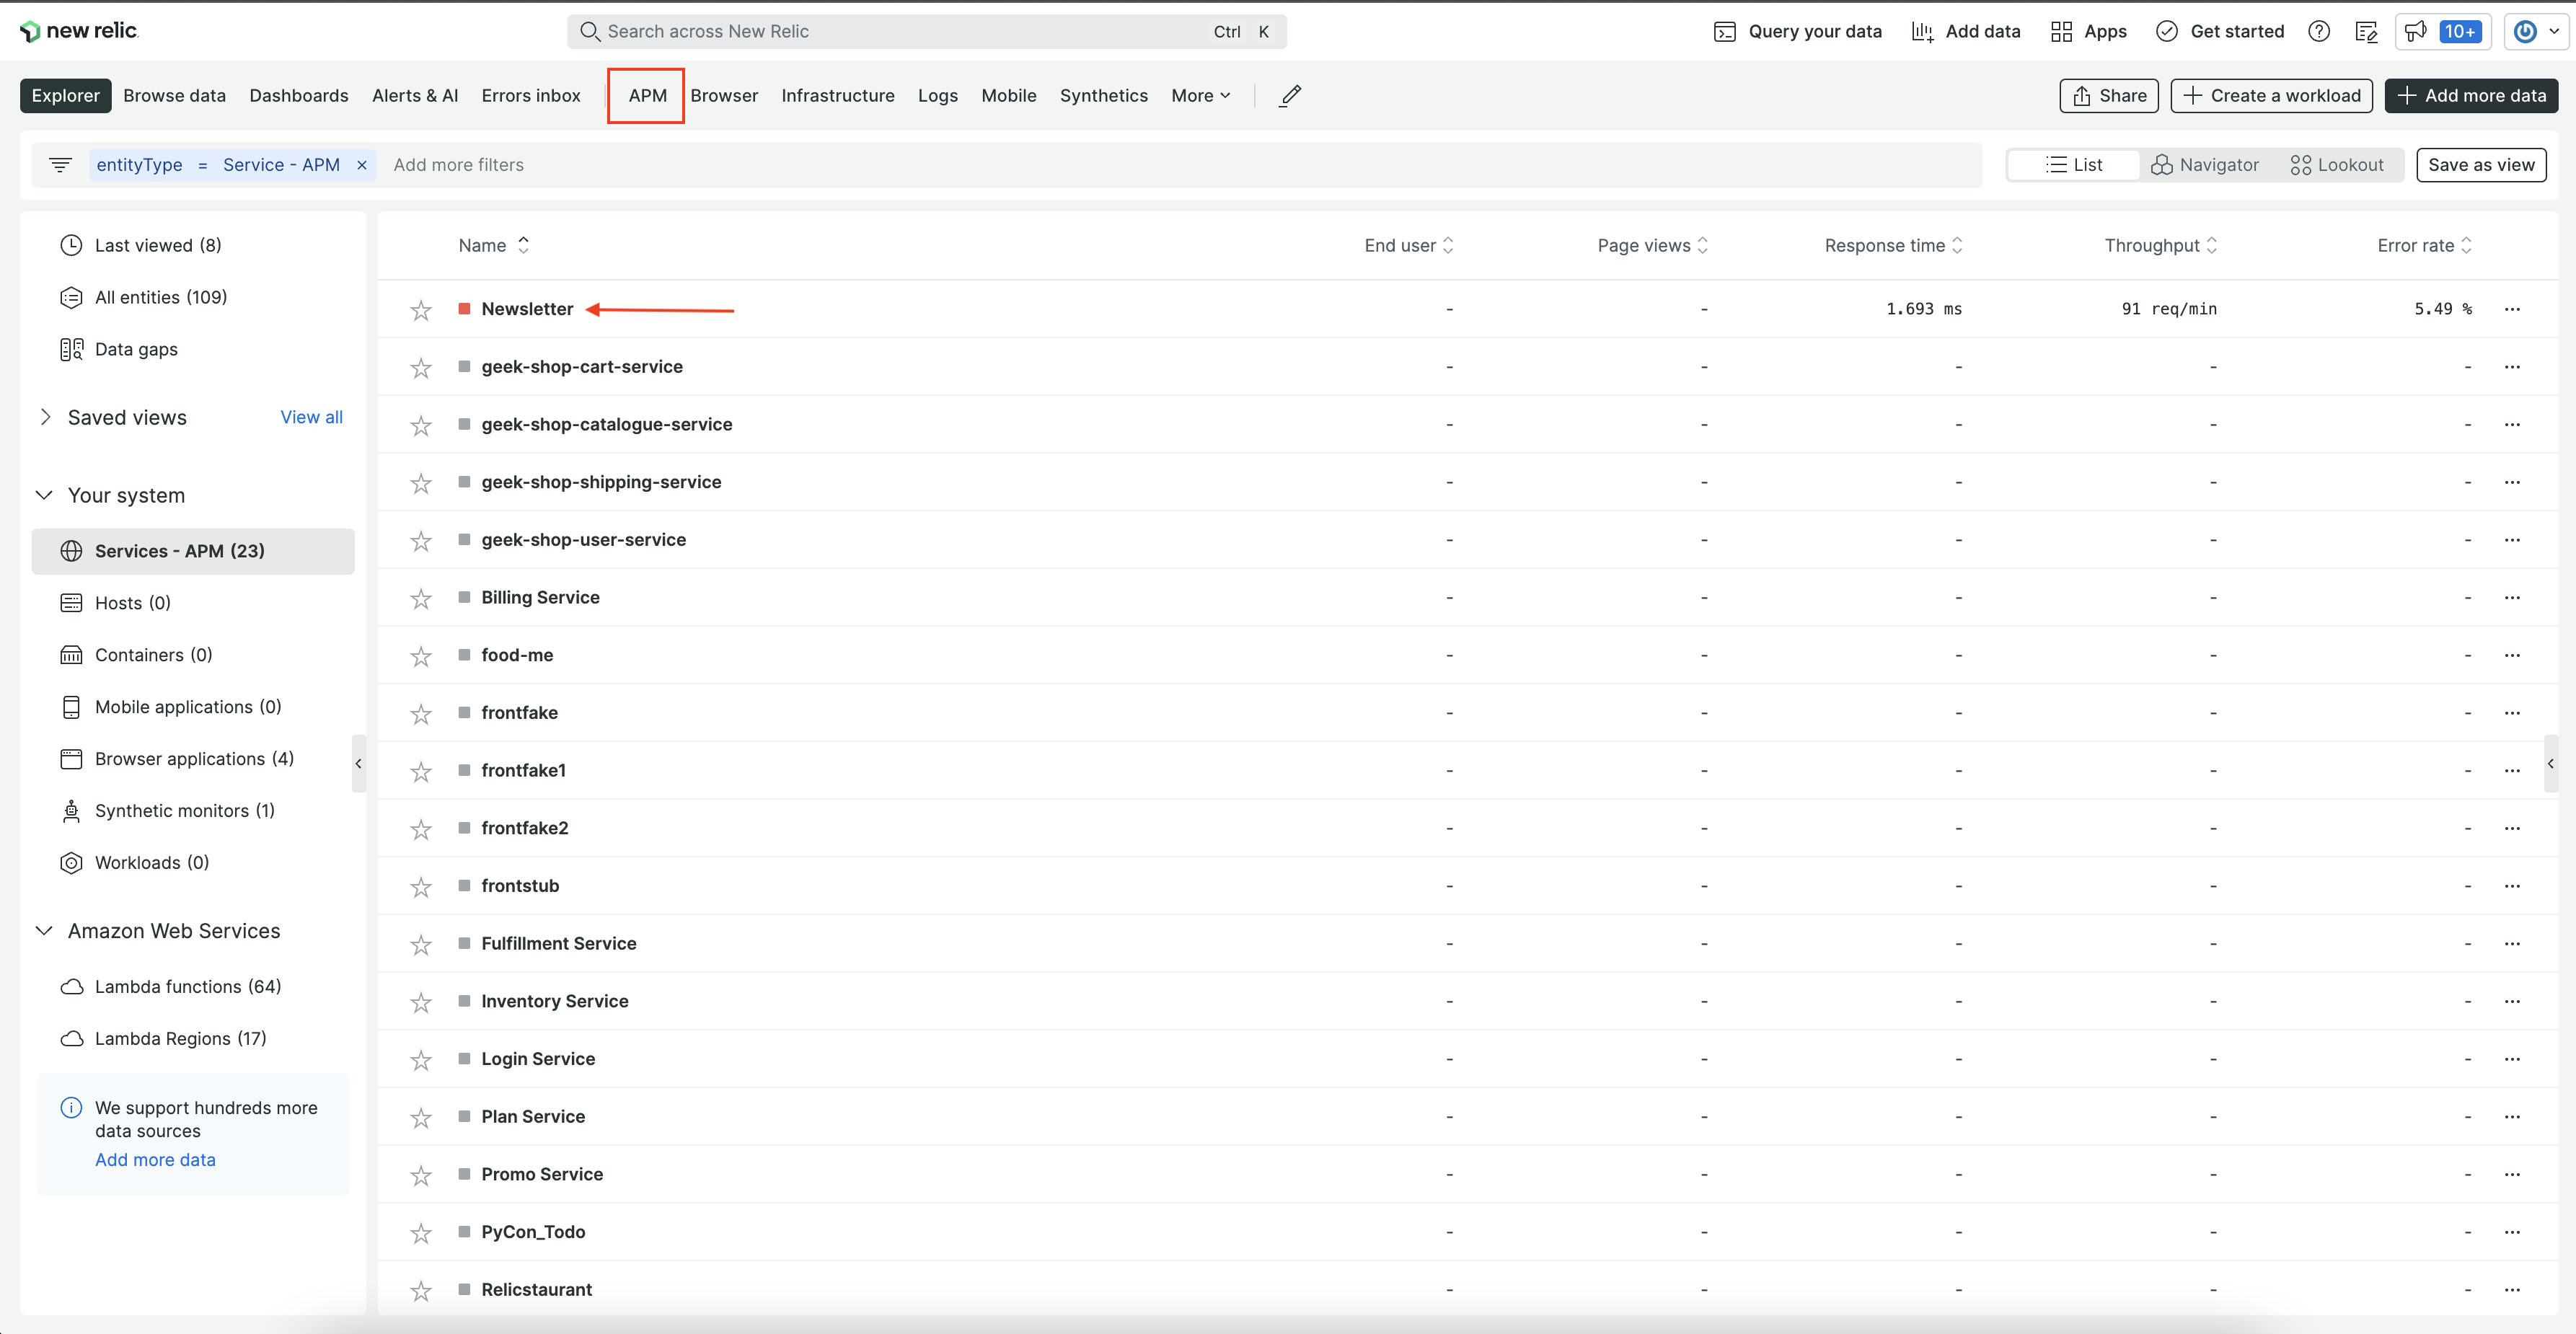 new relic
Search across New Relic Ctrl K
Query your data Add data Apps Get started 10+
Explorer Browse data Dashboards Alerts & AI Errors inbox APM Browser Infrastructure Logs Mobile Synthetics More
Share Create a workload Add more data
entityType = Service - APM × Add more filters
List Navigator Lookout Save as view
Last viewed (8)
All entities (109)
Data gaps
Saved views View all
Your system
Services - APM (23)
Hosts (0)
Containers (0)
Mobile applications (0)
Browser applications (4)
Synthetic monitors (1)
Workloads (0)
Amazon Web Services
Lambda functions (64)
Lambda Regions (17)
We support hundreds more
data sources
Add more data
Name End user Page views Response time Throughput Error rate
Newsletter - - 1.693 ms 91 req/min 5.49 % ...
geek-shop-cart-service - - - - - ...
geek-shop-catalogue-service - - - - - ...
geek-shop-shipping-service - - - - - ...
geek-shop-user-service - - - - - ...
Billing Service - - - - - ...
food-me - - - - - ...
frontfake - - - - - ...
frontfake1 - - - - - ...
frontfake2 - - - - - ...
frontstub - - - - - ...
Fulfillment Service - - - - - ...
Inventory Service - - - - - ...
Login Service - - - - - ...
Plan Service - - - - - ...
Promo Service - - - - - ...
PyCon_Todo - - - - - ...
Relicstaurant - - - - - ...